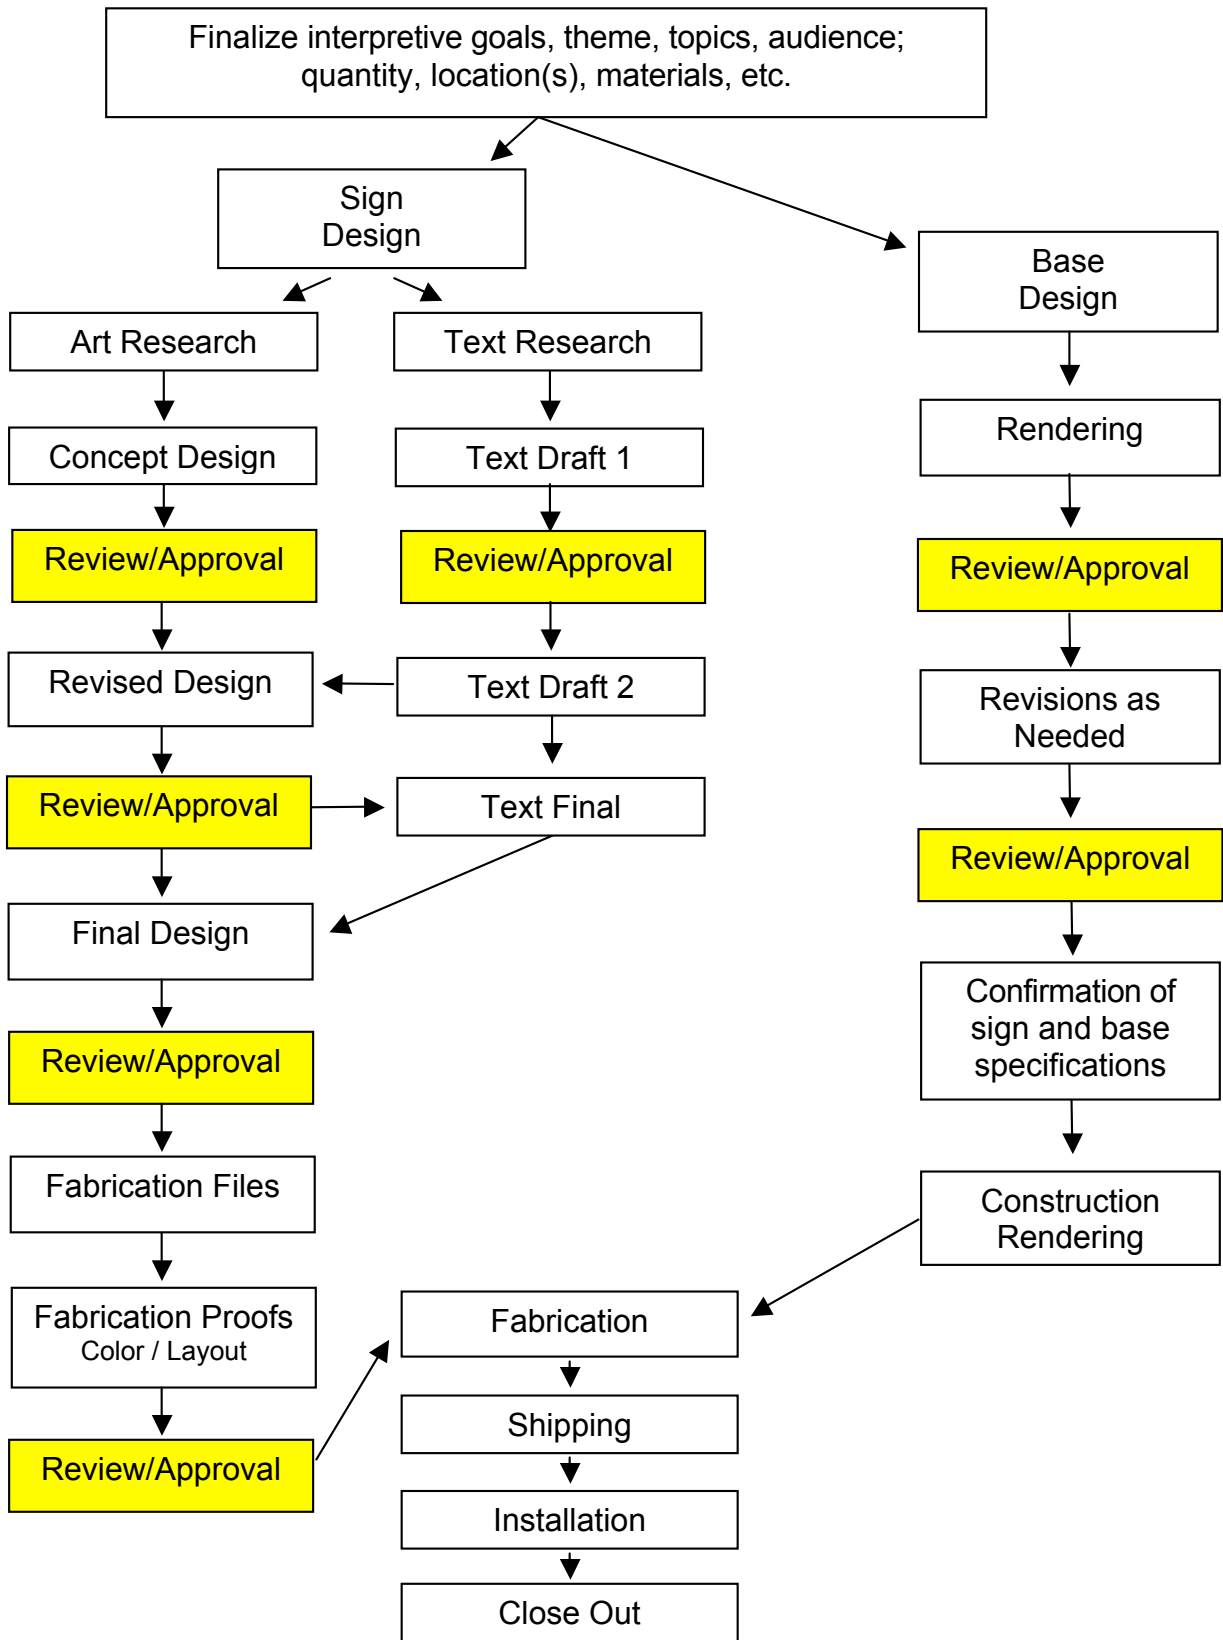 Finalize interpretive goals, theme, topics, audience;
quantity, location(s), materials, etc.
Sign
Design
Base
Design
Art Research
Text Research
Rendering
Concept Design
Text Draft 1
Review/Approval
Review/Approval
Review/Approval
Revised Design
Text Draft 2
Revisions as
Needed
Review/Approval
Text Final
Review/Approval
Final Design
Confirmation of
sign and base
specifications
Review/Approval
Fabrication Files
Construction
Rendering
Fabrication Proofs
Color / Layout
Fabrication
Shipping
Review/Approval
Installation
Close Out